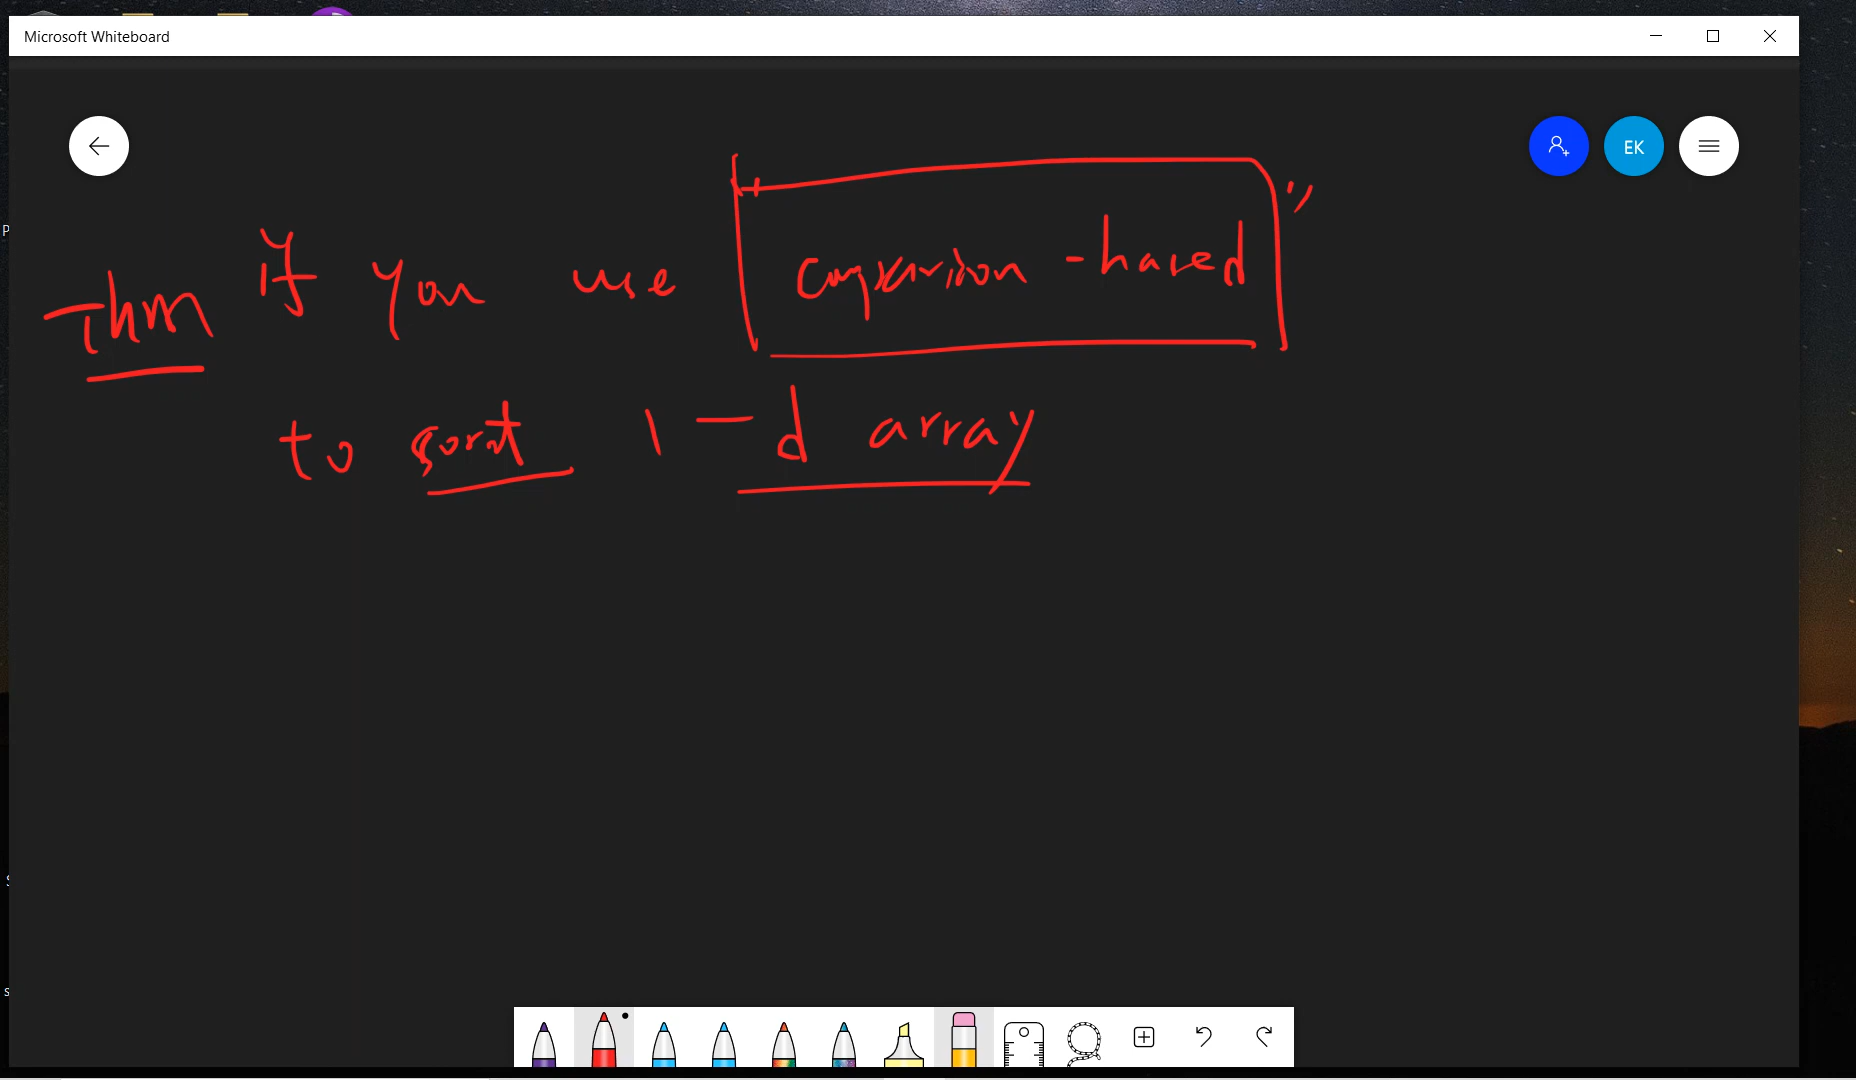 Microsoft Whiteboard
EK
Thm if you use "comparison-based"
to sort 1-d array